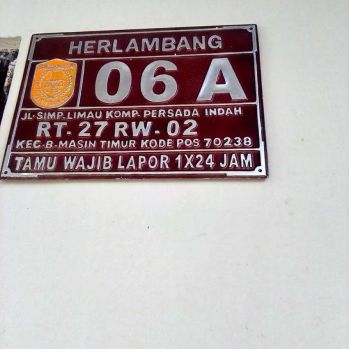 HERLAMBANG
06 A
JL.SIMP. LIMAU KOMP. PERSADA INDAH
RT. 27 RW. 02
KEC-B-MASIN TIMUR KODE POS 70238
TAMU WAJIB LAPOR 1X24 JAM